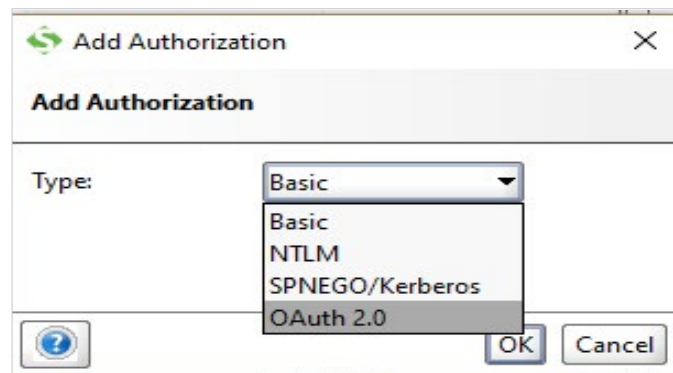 Add Authorization
Add Authorization
Type:
Basic
Basic
NTLM
SPNEGO/Kerberos
OAuth 2.0
OK
Cancel